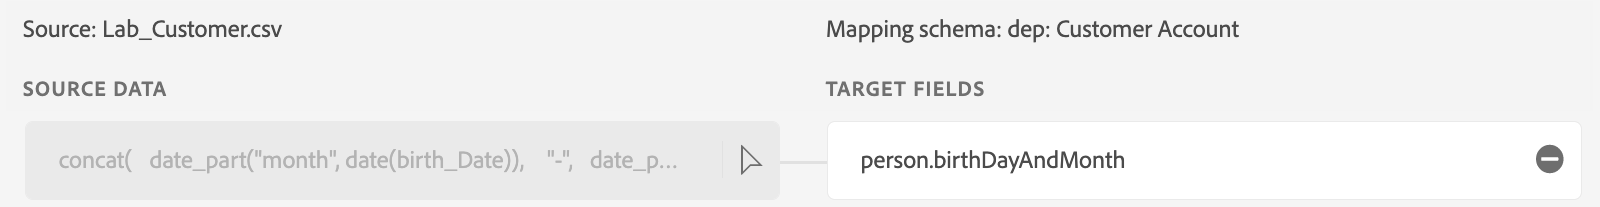 Source: Lab_Customer.csv
Mapping schema: dep: Customer Account
SOURCE DATA
TARGET FIELDS
concat( date_part("month", date(birth_Date)), "-", date_p...
person.birthDayAndMonth